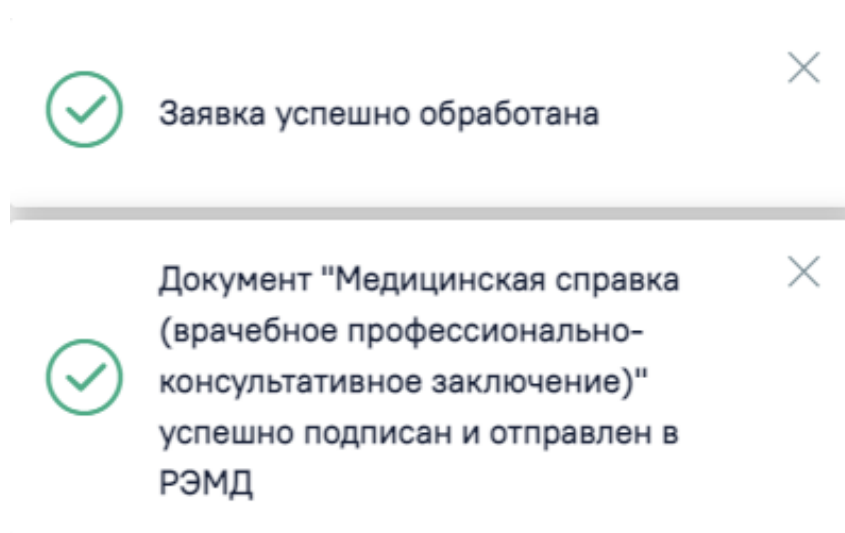 Заявка успешно обработана
Документ "Медицинская справка
(врачебное профессионально-
консультативное заключение)"
успешно подписан и отправлен в
РЭМД